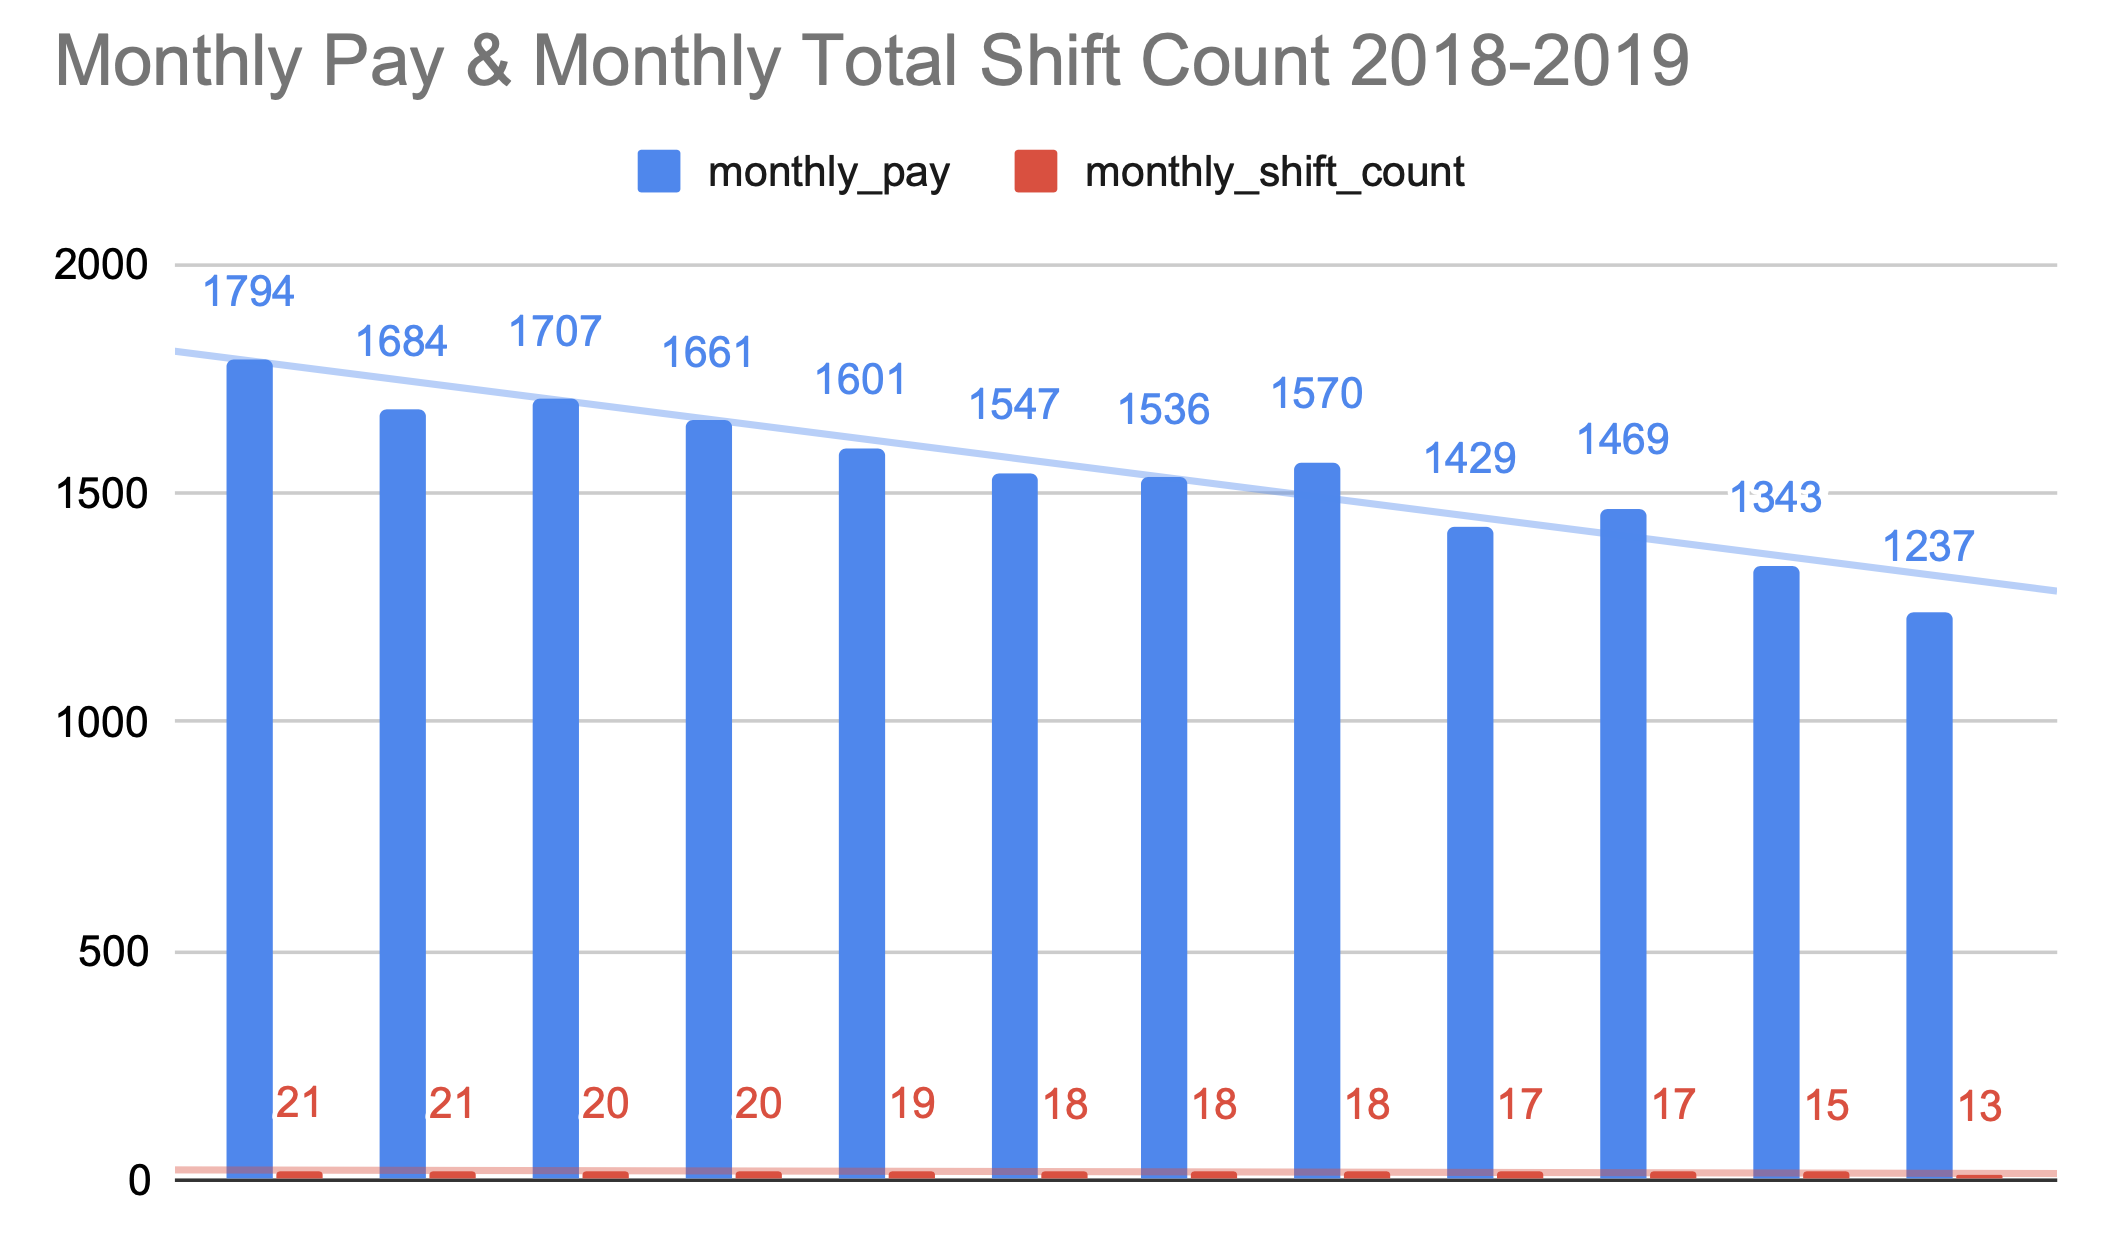 Monthly Pay & Monthly Total Shift Count 2018-2019
monthly_pay monthly_shift_count
2000
1794 1684 1707 1661 1601 1547 1536 1570 1429 1469 1343 1237
1500
1000
500
21 21 20 20 19 18 18 18 17 17 15 13
0